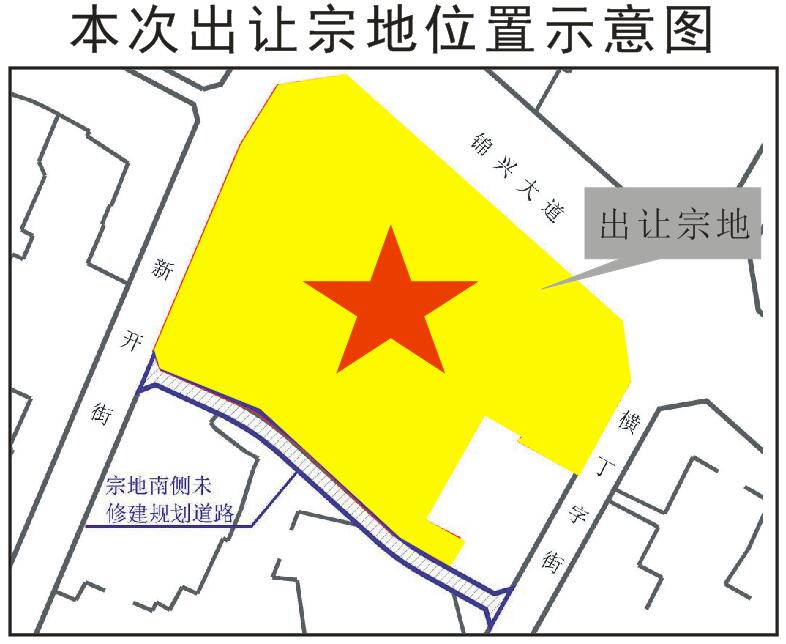 本次出让宗地位置示意图
锦兴大道
出让宗地
新开街
横丁字街
宗地南侧未
修建规划道路